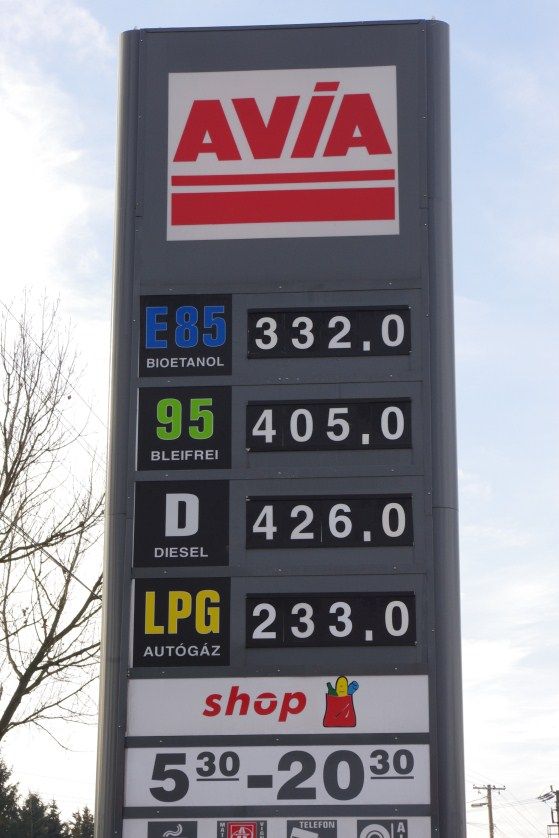 AVIA
E85 332.0
BIOETANOL
95 405.0
BLEIFREI
D 426.0
DIESEL
LPG 233.0
AUTÓGÁZ
shop
5³⁰-20³⁰
TELEFON